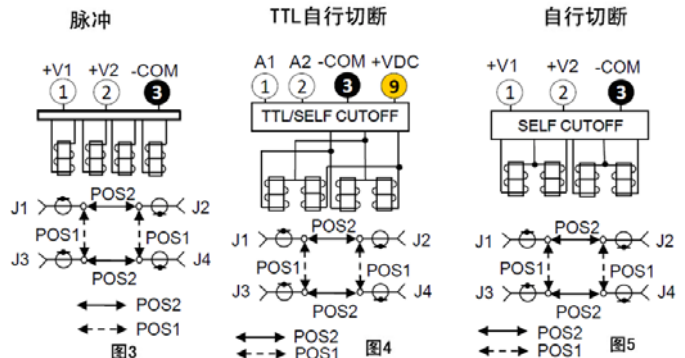 脉冲
TTL自行切断
自行切断
+V1 +V2 -COM
1 2 3
A1 A2 -COM +VDC
1 2 3 9
+V1 +V2 -COM
1 2 3
TTL/SELF CUTOFF
SELF CUTOFF
POS2
J1 J2
POS1 POS1
J3 J4
POS2
POS2
POS1
图3
POS2
J1 J2
POS1 POS1
J3 J4
POS2
POS2
POS1
图4
POS2
J1 J2
POS1 POS1
J3 J4
POS2
POS2
POS1
图5